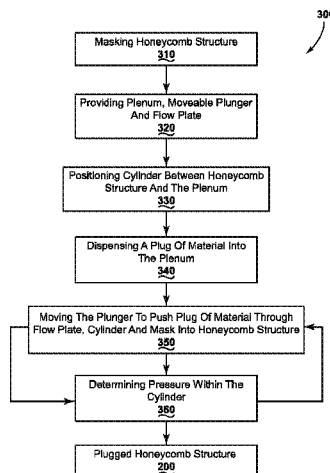 300
Masking Honeycomb Structure
310
Providing Plenum, Moveable Plunger
And Flow Plate
320
Positioning Cylinder Between Honeycomb
Structure And The Plenum
330
Dispensing A Plug Of Material Into
The Plenum
340
Moving The Plunger To Push Plug Of Material Through
Flow Plate, Cylinder And Mask Into Honeycomb Structure
350
Determining Pressure Within The
Cylinder
360
Plugged Honeycomb Structure
200